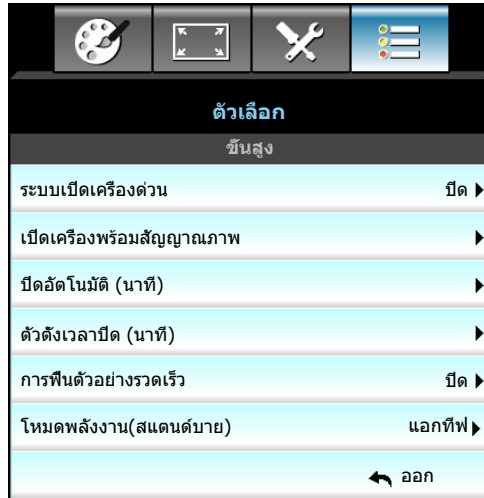 ตัวเลือก
ขั้นสูง
ระบบเปิดเครื่องด่วน ปิด
เปิดเครื่องพร้อมสัญญาณภาพ
ปิดอัตโนมัติ (นาที)
ตัวตั้งเวลาปิด (นาที)
การฟื้นตัวอย่างรวดเร็ว ปิด
โหมดพลังงาน(สแตนด์บาย) แอกทีฟ
ออก